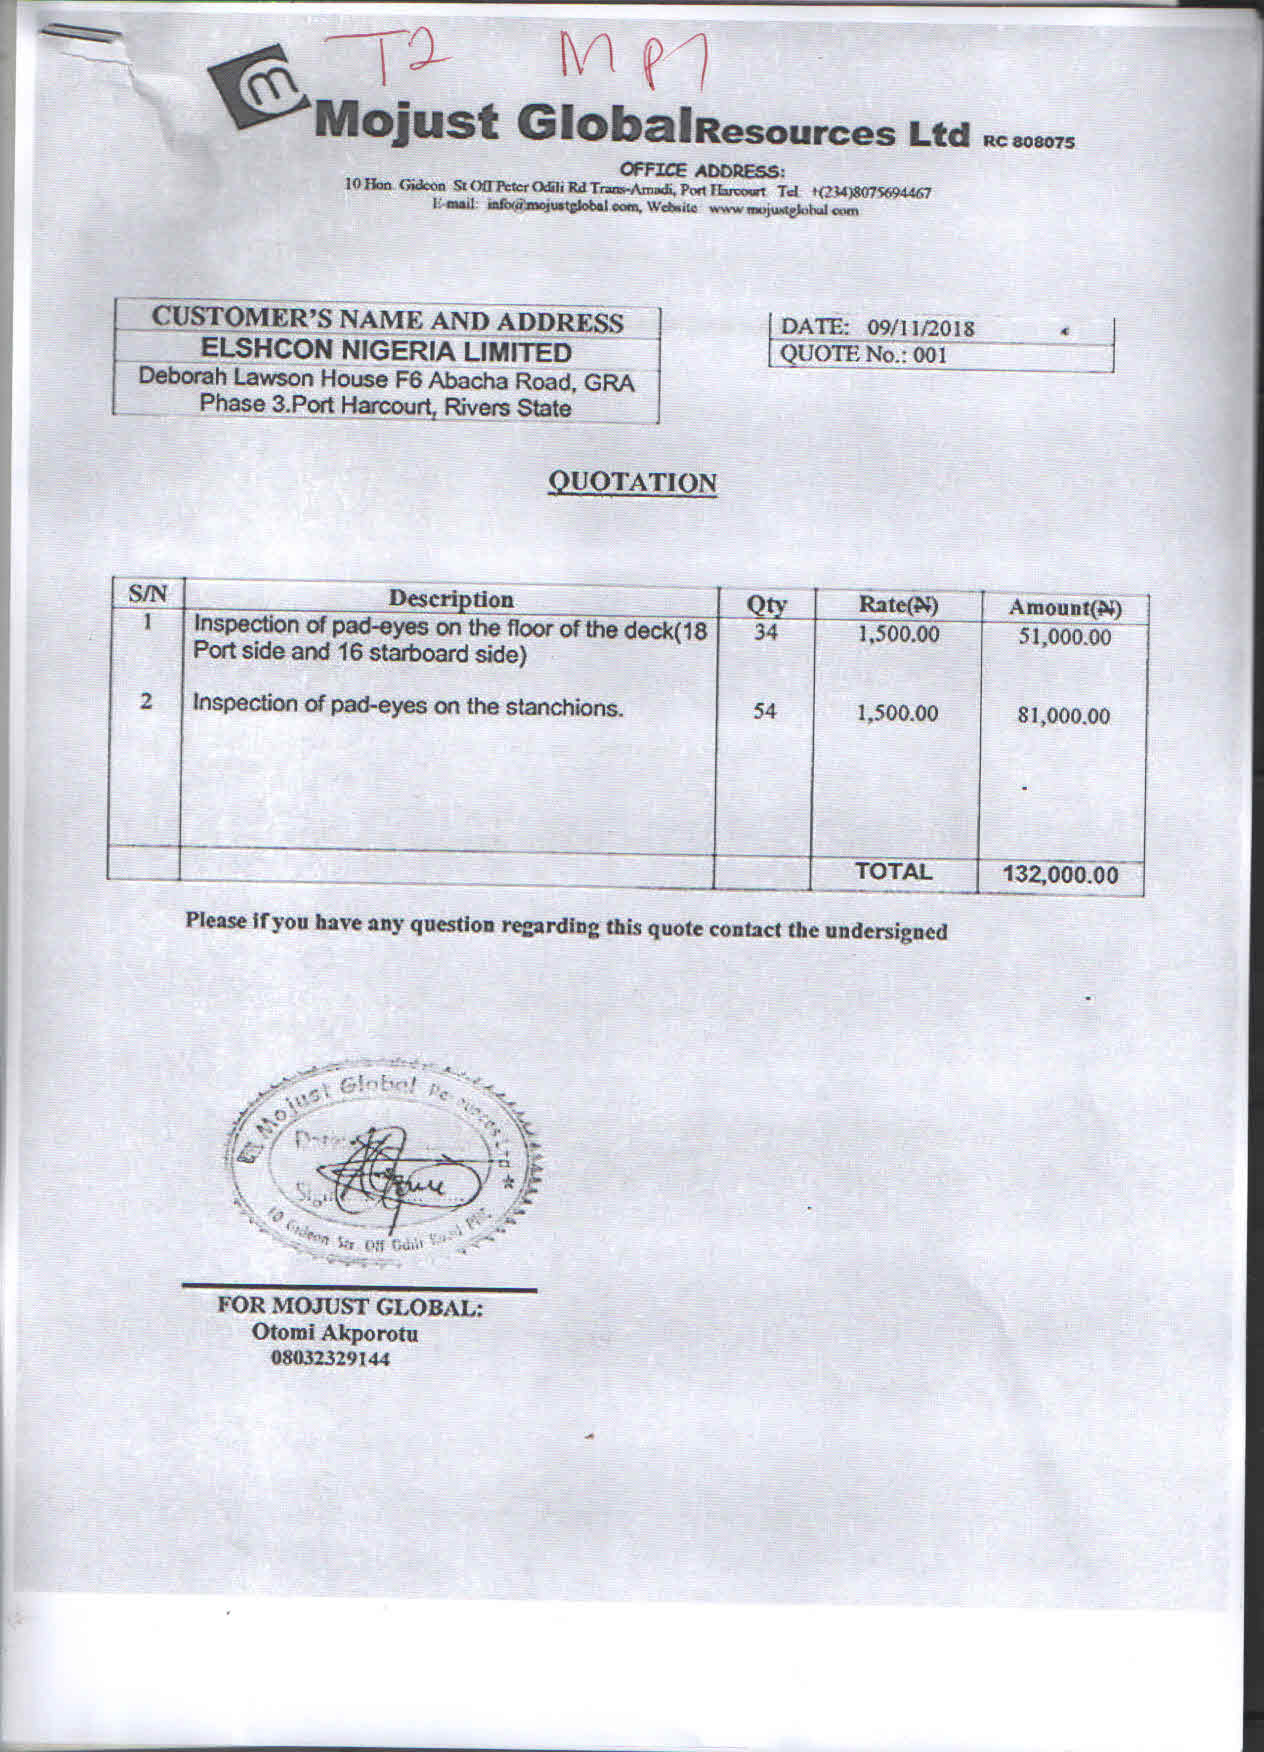 T2 MPI
Mojust Global Resources Ltd RC 808075
OFFICE ADDRESS:
10 Hon. Gideon St Off Peter Odili Rd Trans-Amadi, Port Harcourt Tel. +(234)8075694467
E-mail: info@mojustglobal.com, Website www.mojustglobal.com
CUSTOMER'S NAME AND ADDRESS
ELSHCON NIGERIA LIMITED
Deborah Lawson House F6 Abacha Road, GRA
Phase 3.Port Harcourt, Rivers State
DATE: 09/11/2018
QUOTE No.: 001
QUOTATION
S/N Description Qty Rate(₦) Amount(₦)
1 Inspection of pad-eyes on the floor of the deck(18 34 1,500.00 51,000.00
Port side and 16 starboard side)
2 Inspection of pad-eyes on the stanchions. 54 1,500.00 81,000.00
TOTAL 132,000.00
Please if you have any question regarding this quote contact the undersigned
Mojust Global Resources Ltd
Date
Sign
10 Gideon Str. Off Odili Road PHC
FOR MOJUST GLOBAL:
Otomi Akporotu
08032329144